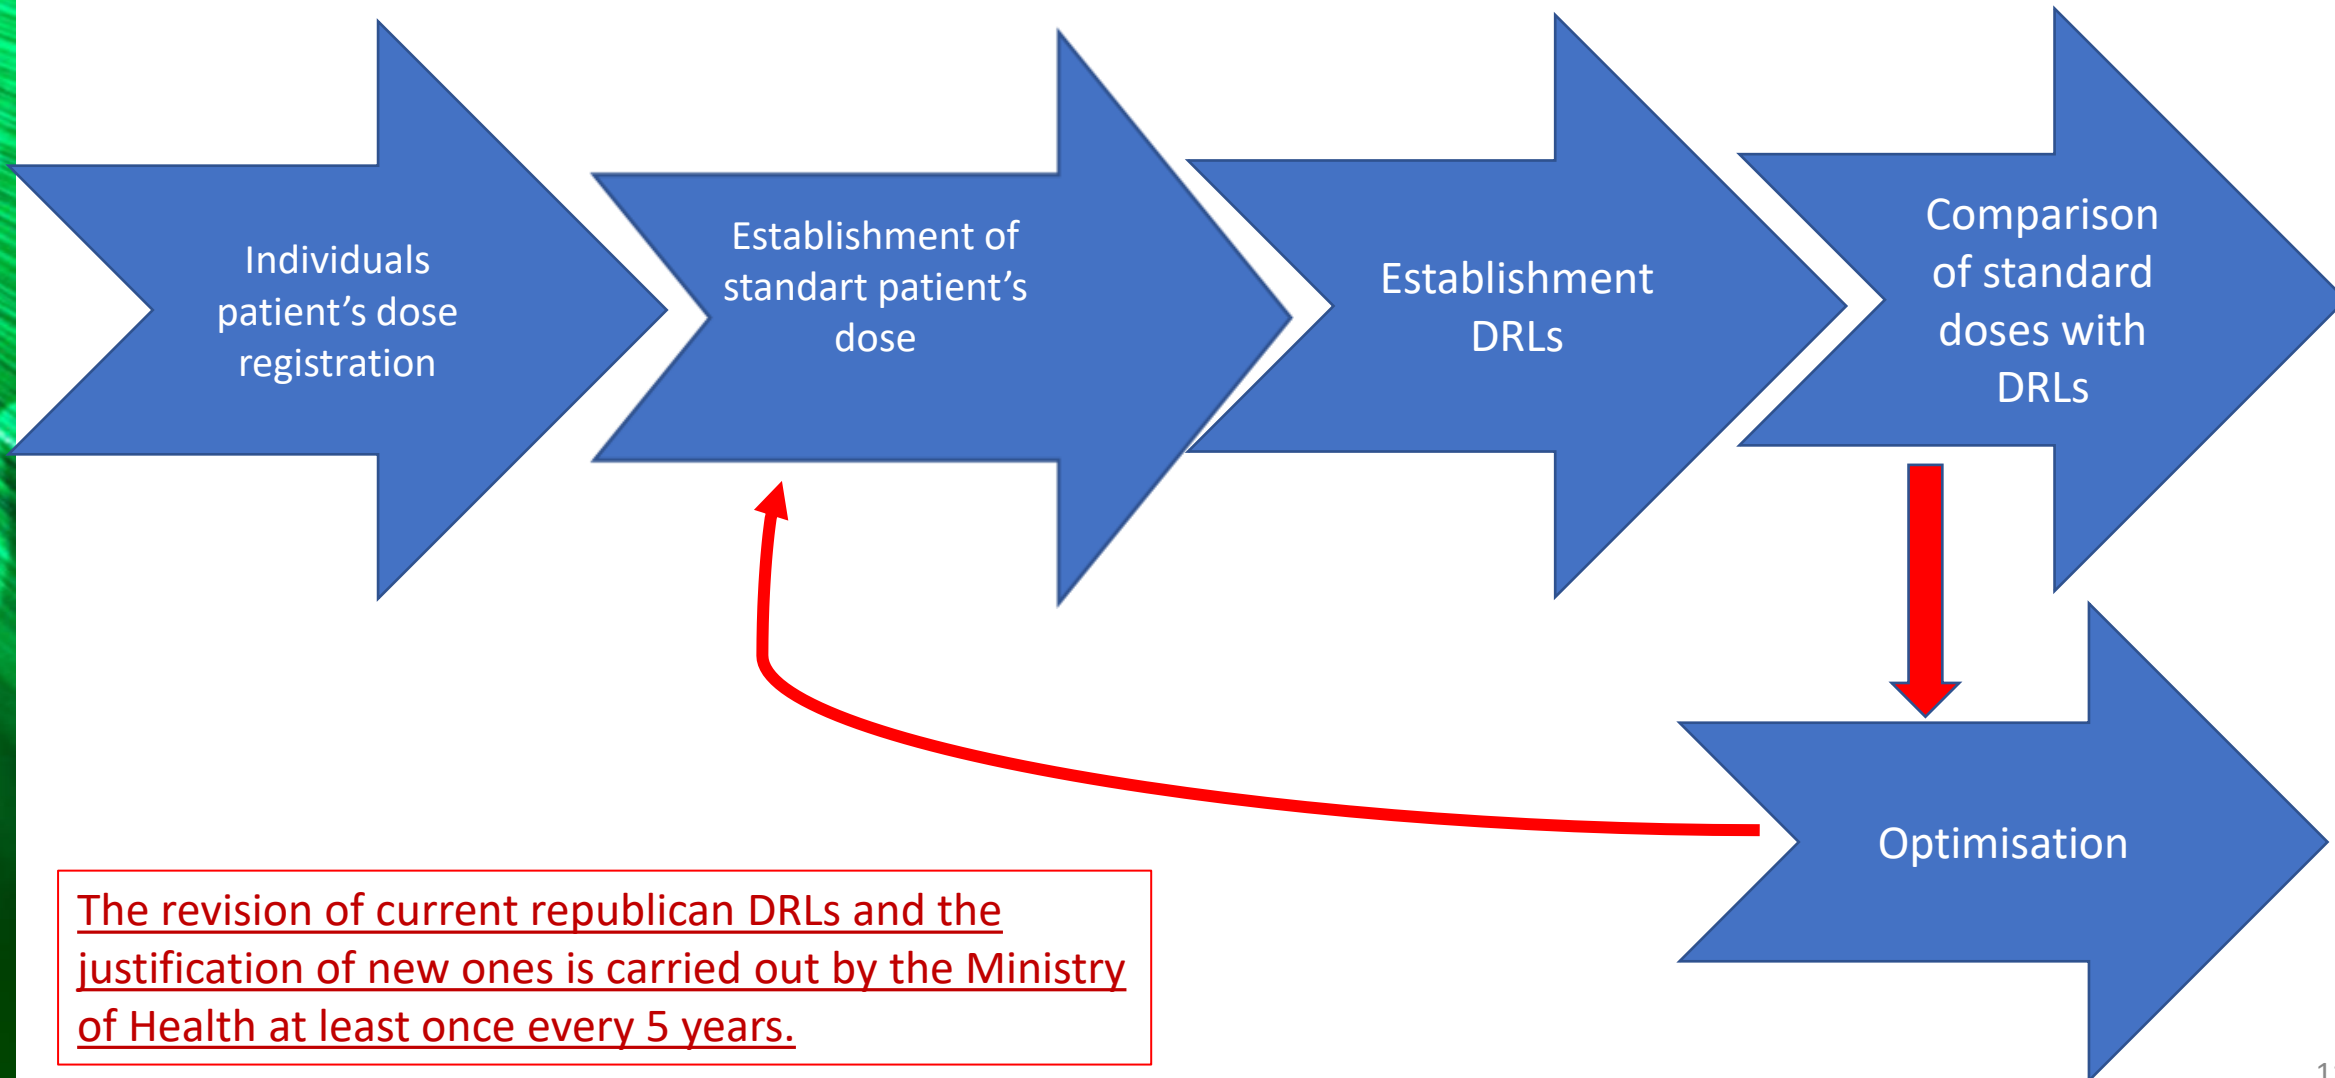 Individuals
patient’s dose
registration
Establishment of
standart patient’s
dose
Establishment
DRLs
Comparison
of standard
doses with
DRLs
Optimisation
The revision of current republican DRLs and the
justification of new ones is carried out by the Ministry
of Health at least once every 5 years.